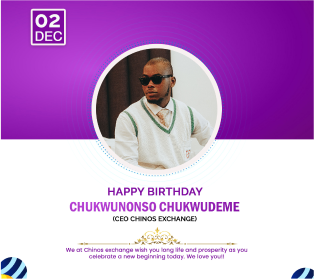 02
DEC
HAPPY BIRTHDAY
CHUKWUNONSO CHUKWUDEME
(CEO CHINOS EXCHANGE)
We at Chinos exchange wish you long life and prosperity as you
celebrate a new beginning today. We love you!!